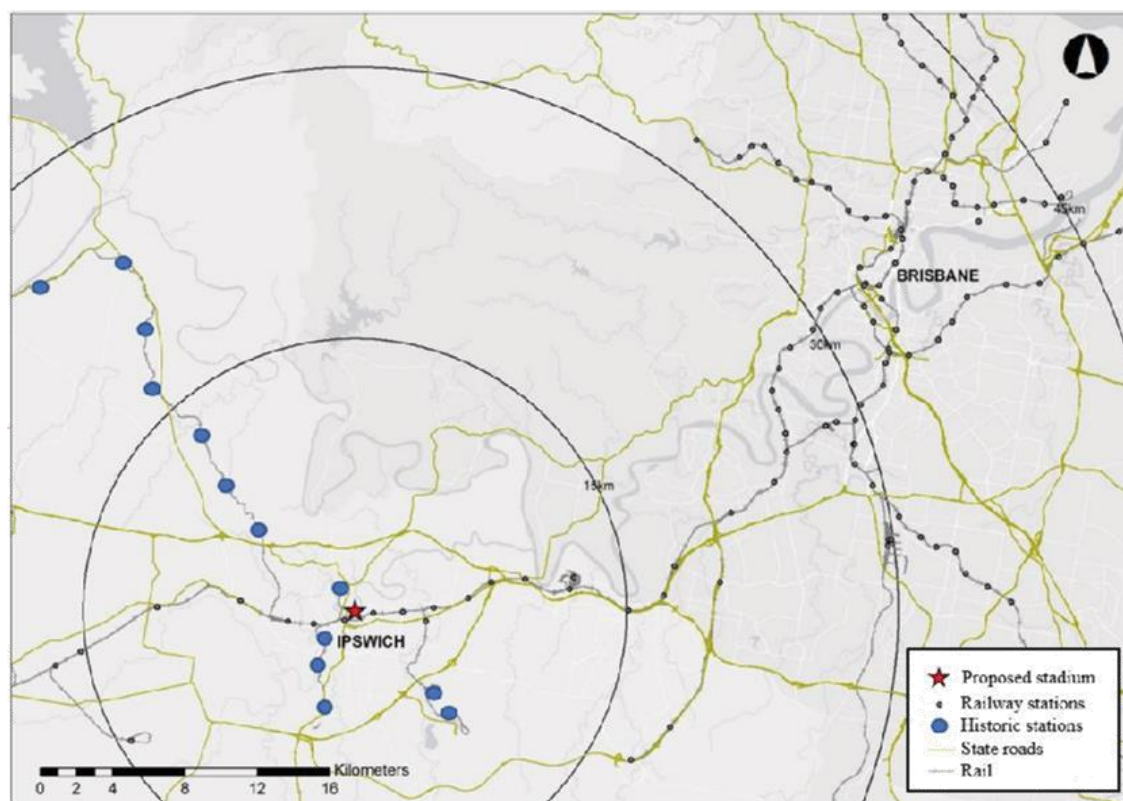 45km
BRISBANE
30km
15km
IPSWICH
Proposed stadium
Railway stations
Historic stations
State roads
Rail
Kilometers
0 2 4 8 12 16